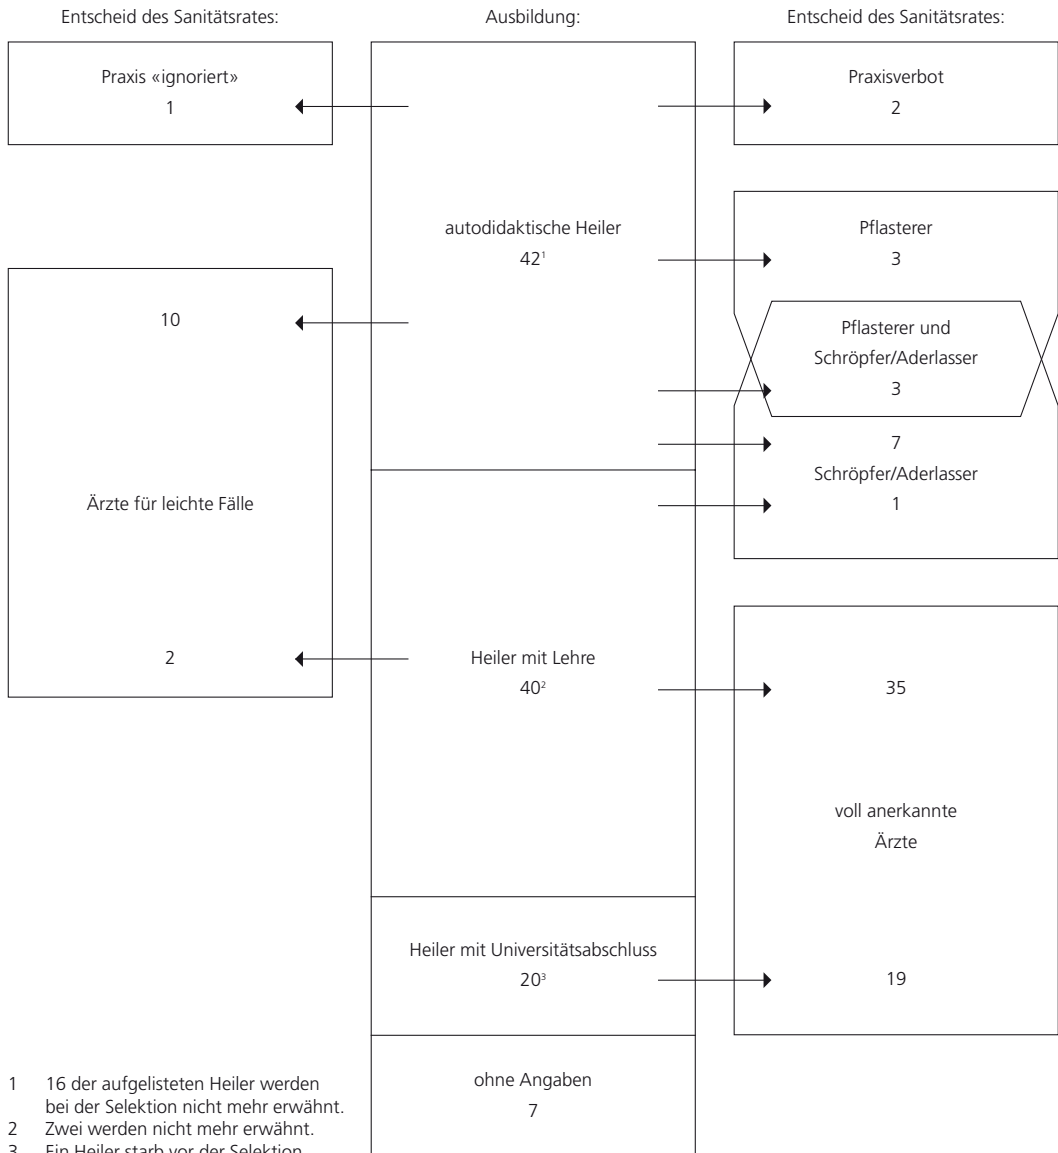 Entscheid des Sanitätsrates:
Ausbildung:
Entscheid des Sanitätsrates:
Praxis «ignoriert»
1
Praxisverbot
2
autodidaktische Heiler
42¹
Pflasterer
3
10
Pflasterer und
Schröpfer/Aderlasser
3
7
Schröpfer/Aderlasser
1
Ärzte für leichte Fälle
2
Heiler mit Lehre
40²
35
voll anerkannte
Ärzte
Heiler mit Universitätsabschluss
20³
19
ohne Angaben
7
1 16 der aufgelisteten Heiler werden
bei der Selektion nicht mehr erwähnt.
2 Zwei werden nicht mehr erwähnt.
3 Ein Heiler starb vor der Selektion